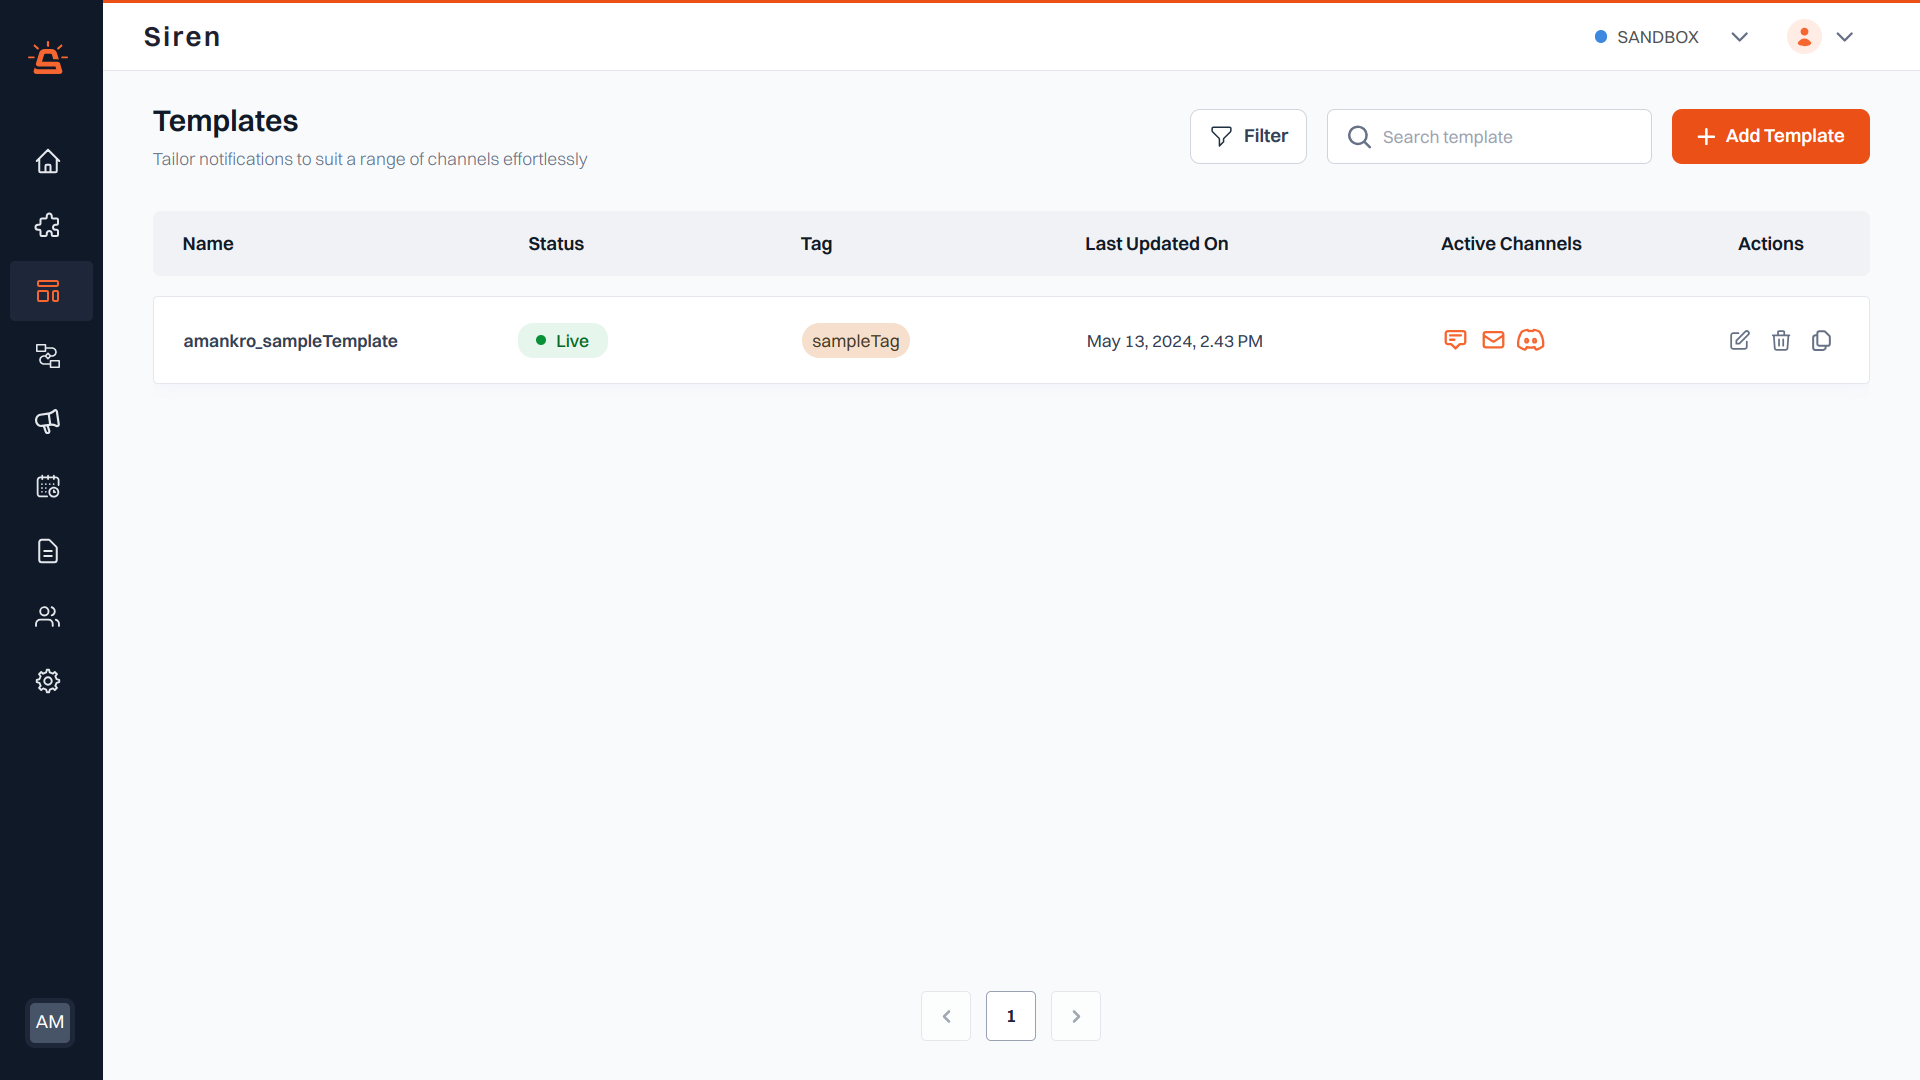 Siren
SANDBOX
Templates
Tailor notifications to suit a range of channels effortlessly
Filter
Search template
Add Template
Name
Status
Tag
Last Updated On
Active Channels
Actions
amankro_sampleTemplate
Live
sampleTag
May 13, 2024, 2.43 PM
1
AM